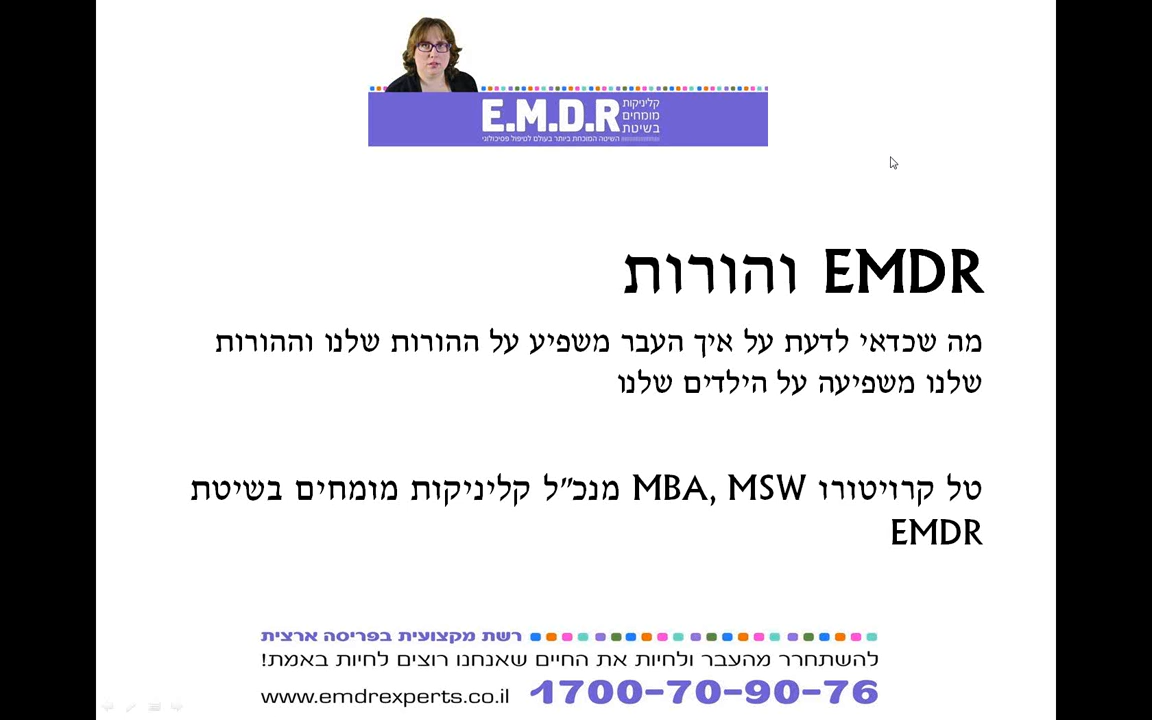 E.M.D.R
קליניקות
מומחים
בשיטת
השיטה המוכחת ביותר בעולם לטיפול פסיכולוגי
EMDR והורות
מה שכדאי לדעת על איך העבר משפיע על ההורות שלנו וההורות
שלנו משפיעה על הילדים שלנו
טל קרויטורו MBA, MSW מנכ״ל קליניקות מומחים בשיטת
EMDR
רשת מקצועית בפריסה ארצית
להשתחרר מהעבר ולחיות את החיים שאנחנו רוצים לחיות באמת!
1700-70-90-76
www.emdrexperts.co.il